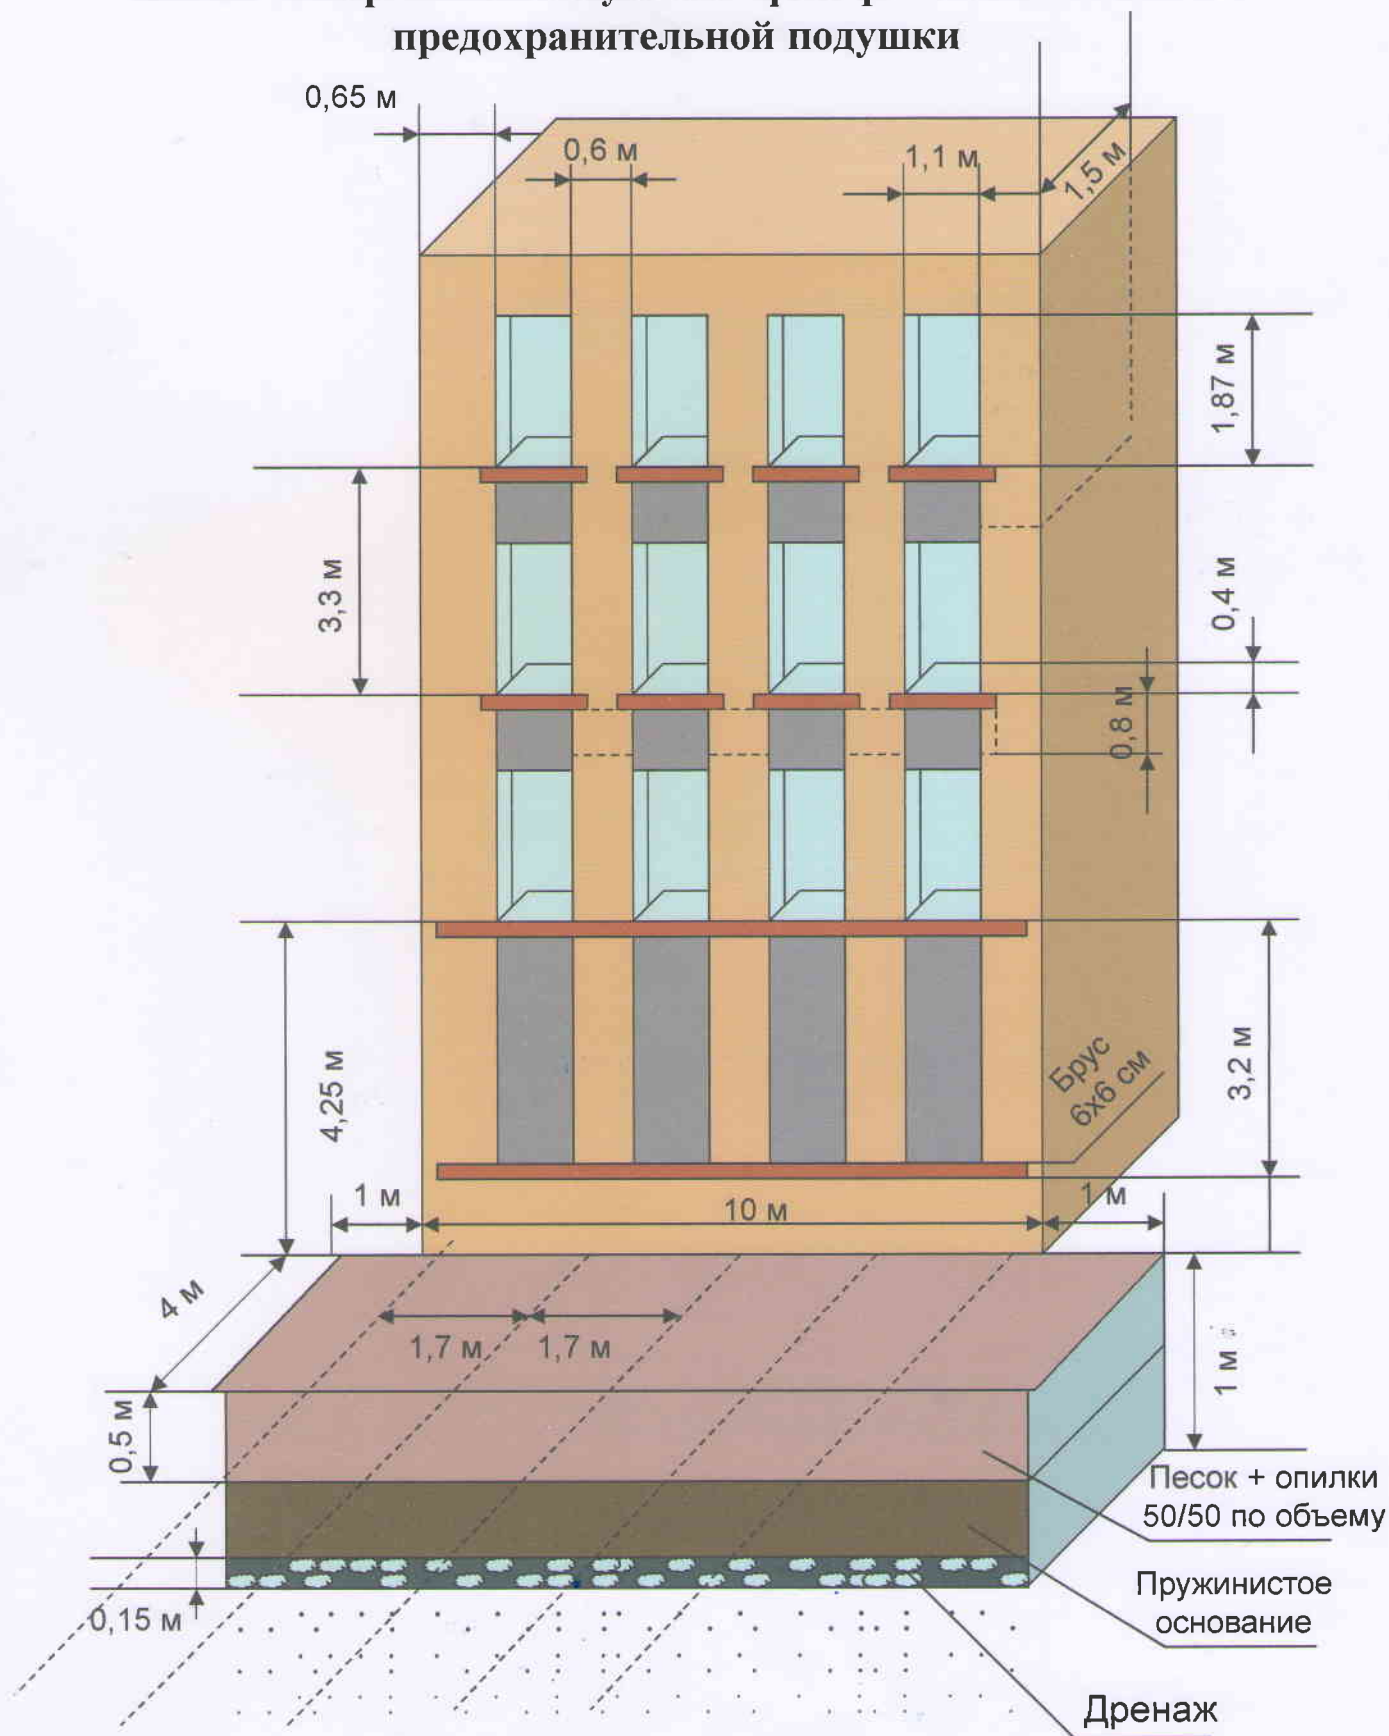 предохранительной подушки
0,65 м
0,6 м
1,1 м
1,5 м
1,87 м
3,3 м
0,4 м
0,8 м
4,25 м
Брус
6х6 см
3,2 м
1 м
10 м
1 м
4 м
1,7 м
1,7 м
1 м
0,5 м
Песок + опилки
50/50 по объему
Пружинистое
основание
0,15 м
Дренаж